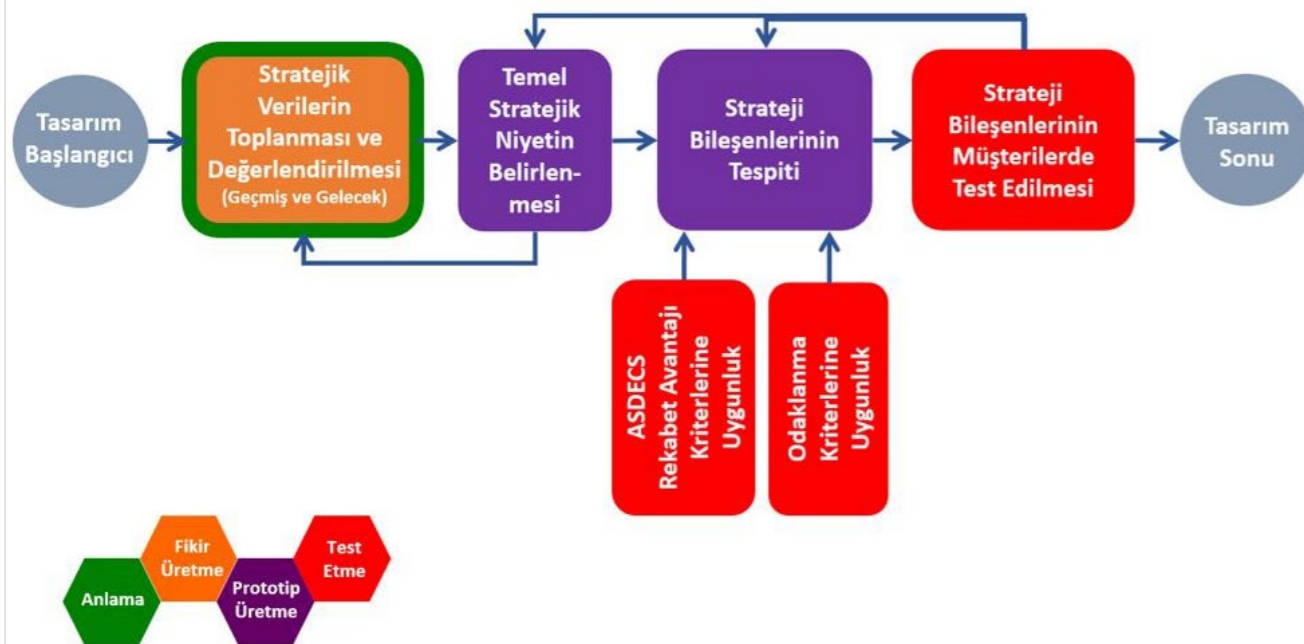 Tasarım
Başlangıcı
Stratejik
Verilerin
Toplanması ve
Değerlendirilmesi
(Geçmiş ve Gelecek)
Temel
Stratejik
Niyetin
Belirlen-
mesi
Strateji
Bileşenlerinin
Tespiti
Strateji
Bileşenlerinin
Müşterilerde
Test Edilmesi
Tasarım
Sonu
ASDECS
Rekabet Avantajı
Kriterlerine
Uygunluk
Odaklanma
Kriterlerine
Uygunluk
Anlama
Fikir
Üretme
Prototip
Üretme
Test
Etme